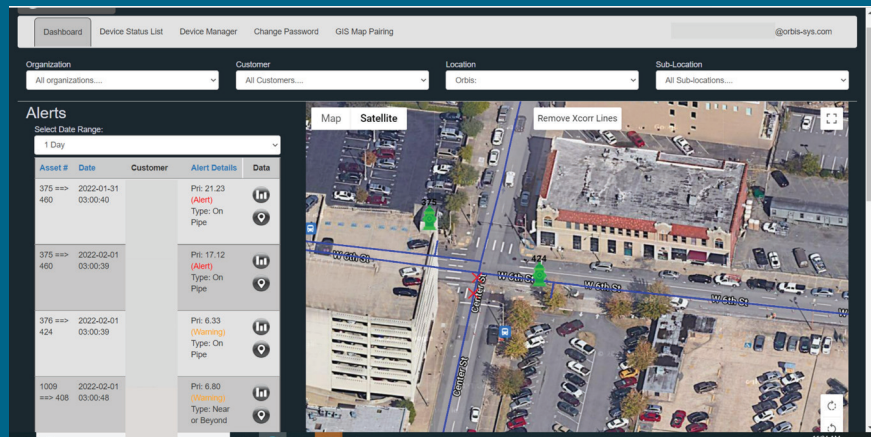 Dashboard Device Status List Device Manager Change Password GIS Map Pairing @orbis-sys.com
Organization Customer Location Sub-Location
All organizations.... All Customers.... Orbis: All Sub-locations....
Alerts
Select Date Range:
1 Day
Asset # Date Customer Alert Details Data
375 ==> 2022-01-31 Pri: 21.23
460 03:00:40 (Alert)
Type: On
Pipe
375 ==> 2022-02-01 Pri: 17.12
460 03:00:39 (Alert)
Type: On
Pipe
376 ==> 2022-02-01 Pri: 6.33
424 03:00:39 (Warning)
Type: On
Pipe
1009 2022-02-01 Pri: 6.80
==> 408 03:00:48 (Warning)
Type: Near
or Beyond
Map Satellite Remove Xcorr Lines
375
W 6th St
424
W 6th St
W 6th St
W 6th St
Center St
Center St